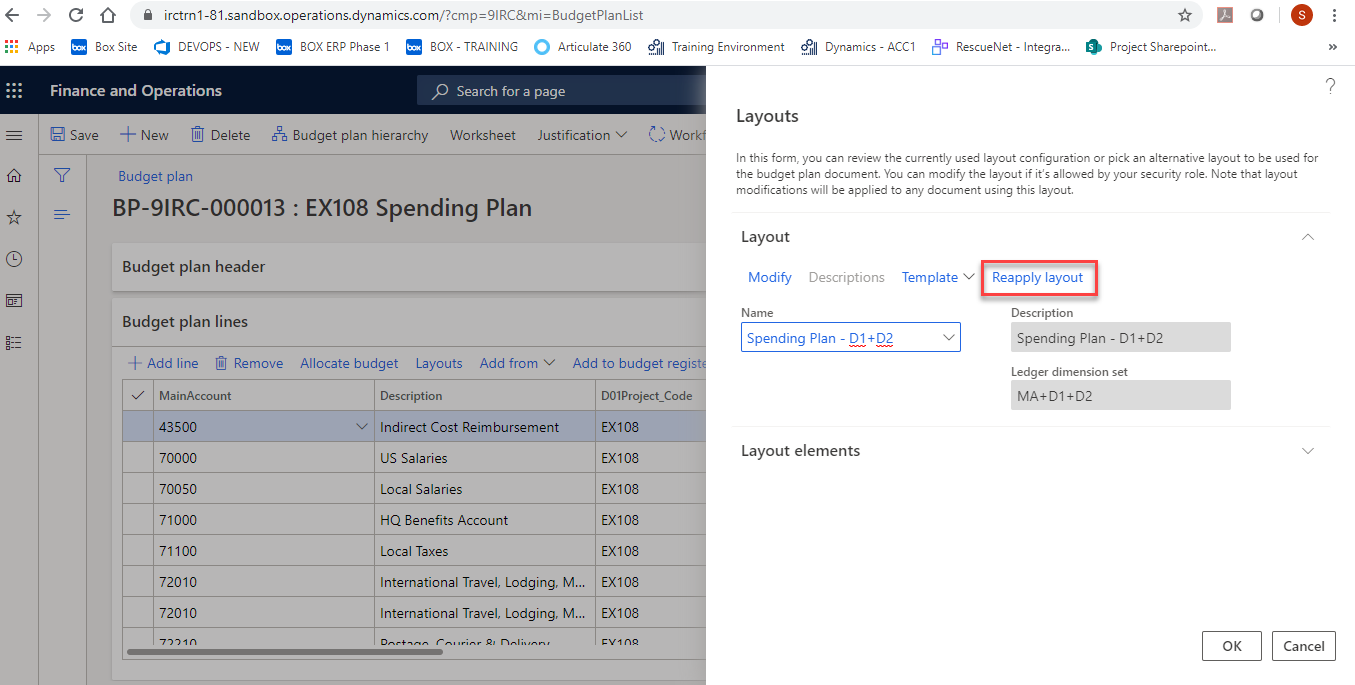 irctrn1-81.sandbox.operations.dynamics.com/?cmp=9IRC&mi=BudgetPlanList
S
Apps
box Box Site
DEVOPS - NEW
box BOX ERP Phase 1
box BOX - TRAINING
Articulate 360
Training Environment
Dynamics - ACC1
RescueNet - Integra...
S Project Sharepoint...
»
Finance and Operations
Search for a page
?
Save
New
Delete
Budget plan hierarchy
Worksheet
Justification
Workf
Budget plan
BP-9IRC-000013 : EX108 Spending Plan
Budget plan header
Budget plan lines
Add line
Remove
Allocate budget
Layouts
Add from
Add to budget registe
MainAccount Description D01Project_Code
43500 Indirect Cost Reimbursement EX108
70000 US Salaries EX108
70050 Local Salaries EX108
71000 HQ Benefits Account EX108
71100 Local Taxes EX108
72010 International Travel, Lodging, M... EX108
72010 International Travel, Lodging, M... EX108
72210 Postage, Courier & Delivery EX108
Layouts
In this form, you can review the currently used layout configuration or pick an alternative layout to be used for
the budget plan document. You can modify the layout if it's allowed by your security role. Note that layout
modifications will be applied to any document using this layout.
Layout
Modify
Descriptions
Template
Reapply layout
Name
Spending Plan - D1+D2
Description
Spending Plan - D1+D2
Ledger dimension set
MA+D1+D2
Layout elements
OK
Cancel